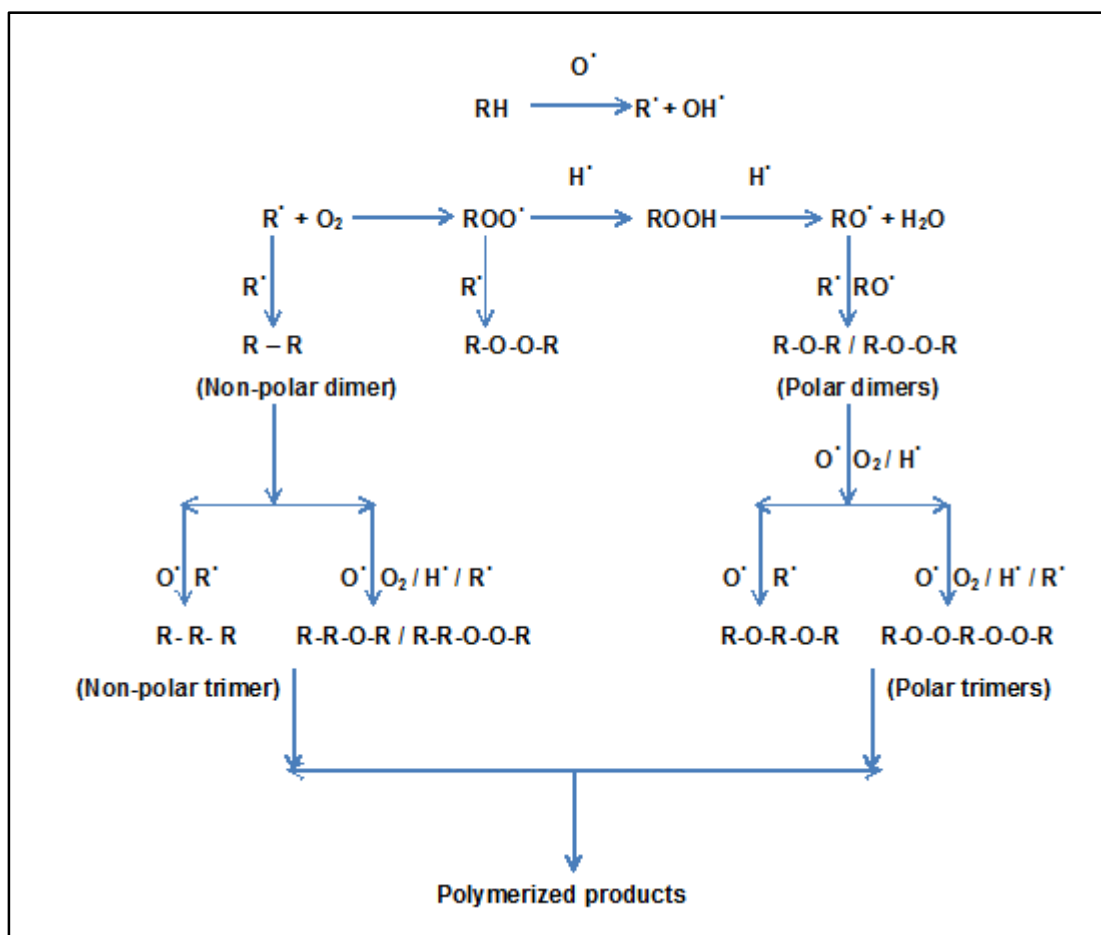 O•
RH R• + OH•
H• H•
R• + O₂ ROO• ROOH RO• + H₂O
R• R• R• RO•
R – R R-O-O-R R-O-R / R-O-O-R
(Non-polar dimer) (Polar dimers)
O• O₂ / H•
O• R• O• O₂ / H• / R• O• R• O• O₂ / H• / R•
R- R- R R-R-O-R / R-R-O-O-R R-O-R-O-R R-O-O-R-O-O-R
(Non-polar trimer) (Polar trimers)
Polymerized products